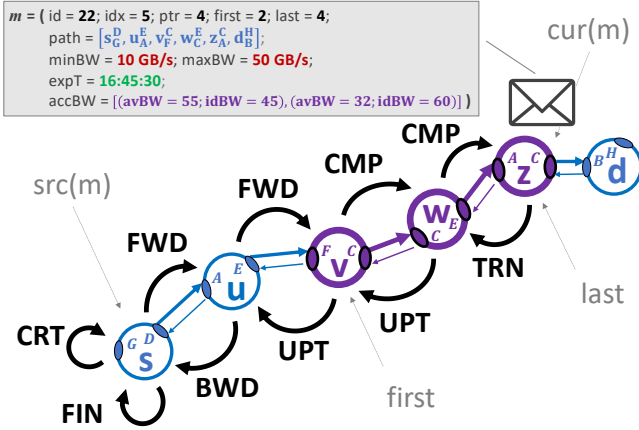 m = ( id = 22; idx = 5; ptr = 4; first = 2; last = 4;
path = [s_G^D, u_A^E, v_F^C, w_C^E, z_A^C, d_B^H];
minBW = 10 GB/s; maxBW = 50 GB/s;
expT = 16:45:30;
accBW = [(avBW = 55; idBW = 45), (avBW = 32; idBW = 60)] )
cur(m)
CMP
A z C
B H d
CMP
src(m)
FWD
w
C E
FWD
F v C
TRN
last
A E
u
UPT
CRT
G D
s
UPT
BWD
first
FIN